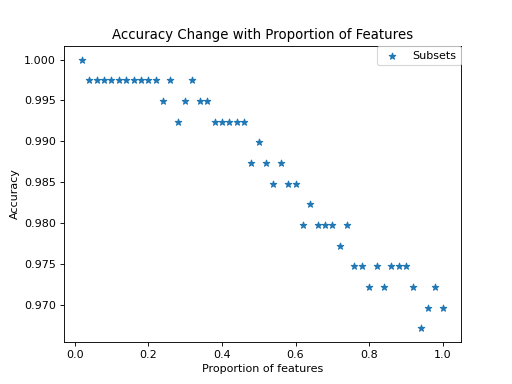 Accuracy Change with Proportion of Features
Subsets
1.000
0.995
0.990
0.985
0.980
0.975
0.970
Accuracy
0.0 0.2 0.4 0.6 0.8 1.0
Proportion of features